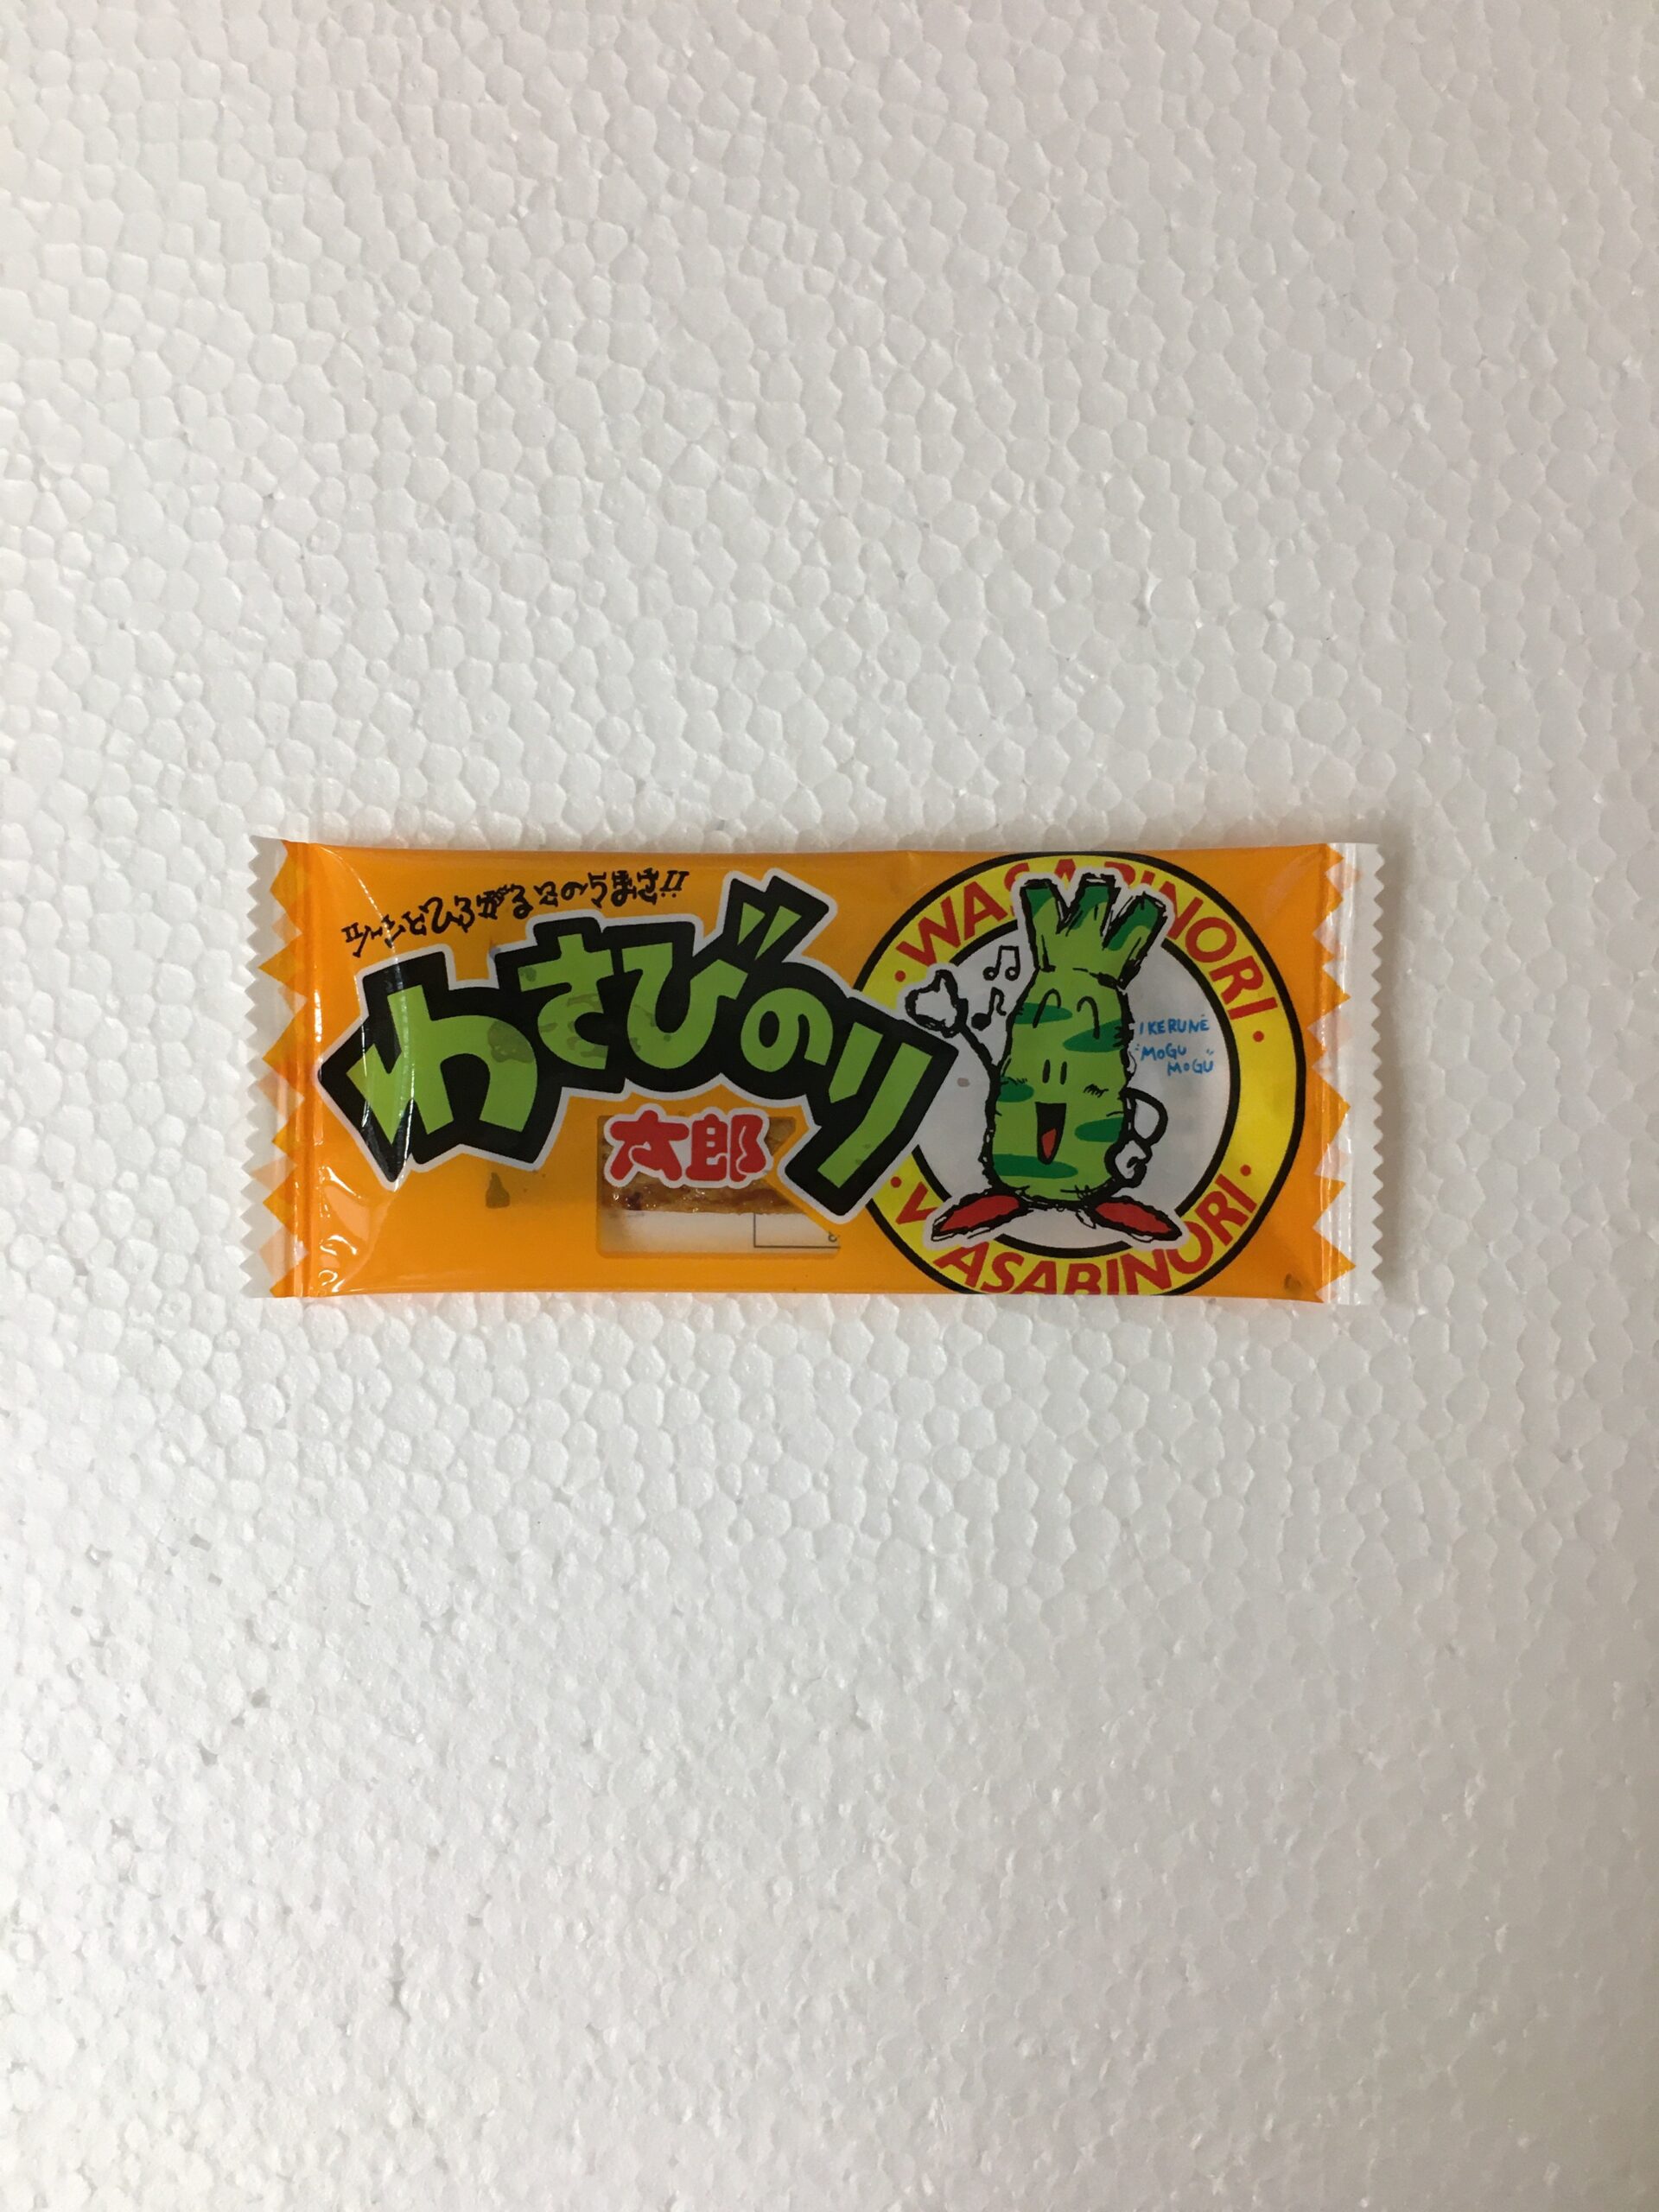 ツーンとひろがるこのうまさ!!
わさびのり
太郎
・WASABINORI・
IKERUNE
"MOGU
MOGU"
・WASABINORI・